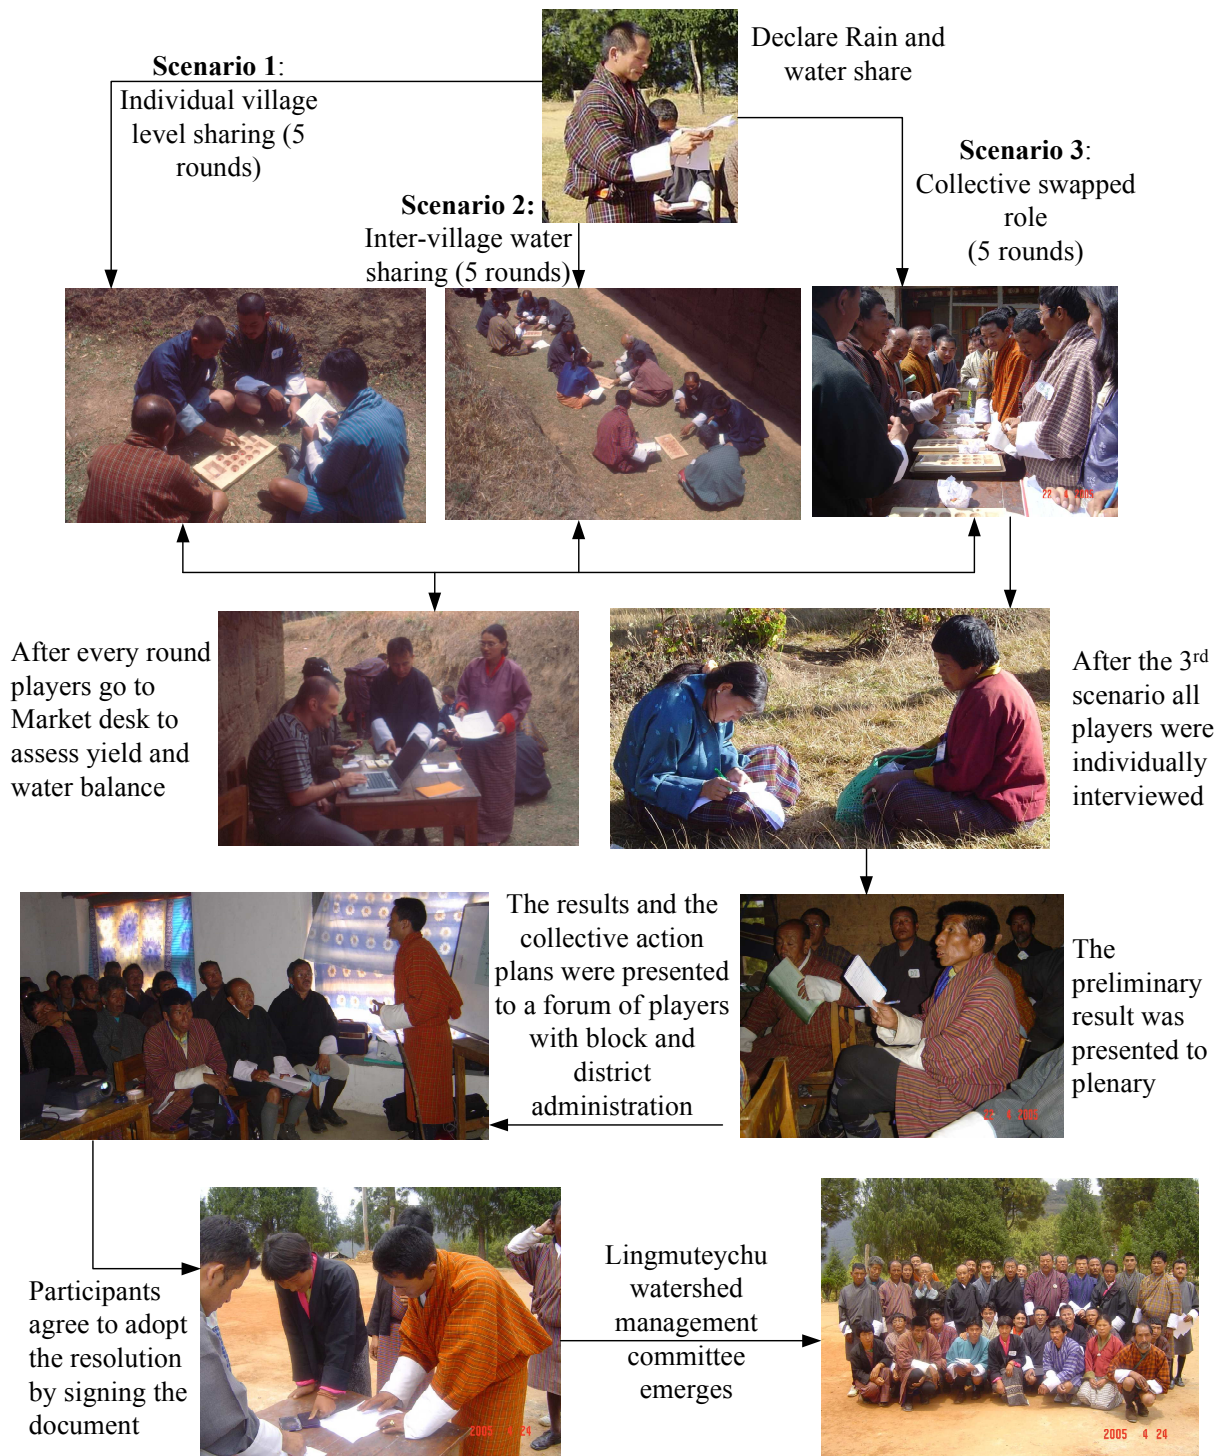 Declare Rain and
water share
Scenario 1:
Individual village
level sharing (5
rounds)
Scenario 2:
Inter-village water
sharing (5 rounds)
Scenario 3:
Collective swapped
role
(5 rounds)
After every round
players go to
Market desk to
assess yield and
water balance
After the 3rd
scenario all
players were
individually
interviewed
The results and the
collective action
plans were presented
to a forum of players
with block and
district
administration
The
preliminary
result was
presented to
plenary
Participants
agree to adopt
the resolution
by signing the
document
2005 4 24
Lingmuteychu
watershed
management
committee
emerges
2005 4 24